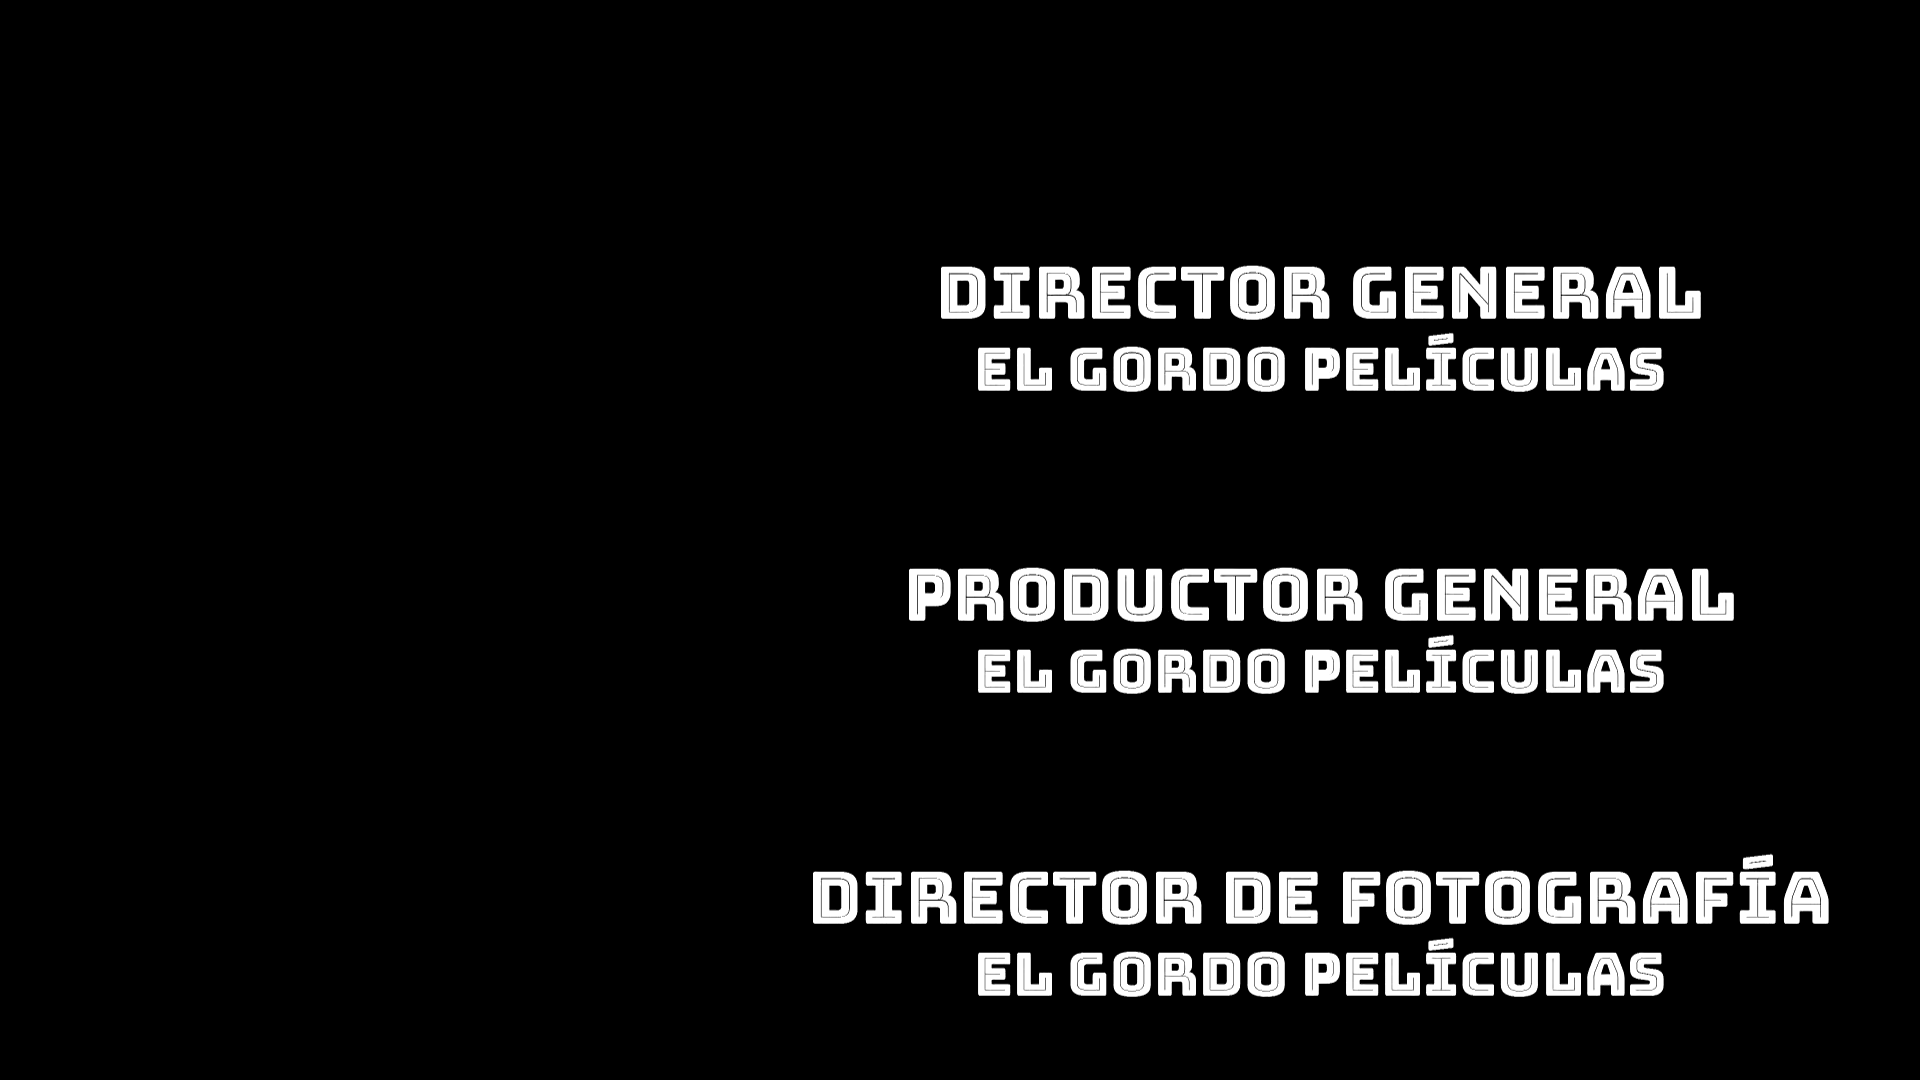 DIRECTOR GENERAL
EL GORDO PELÍCULAS
PRODUCTOR GENERAL
EL GORDO PELÍCULAS
DIRECTOR DE FOTOGRAFÍA
EL GORDO PELÍCULAS